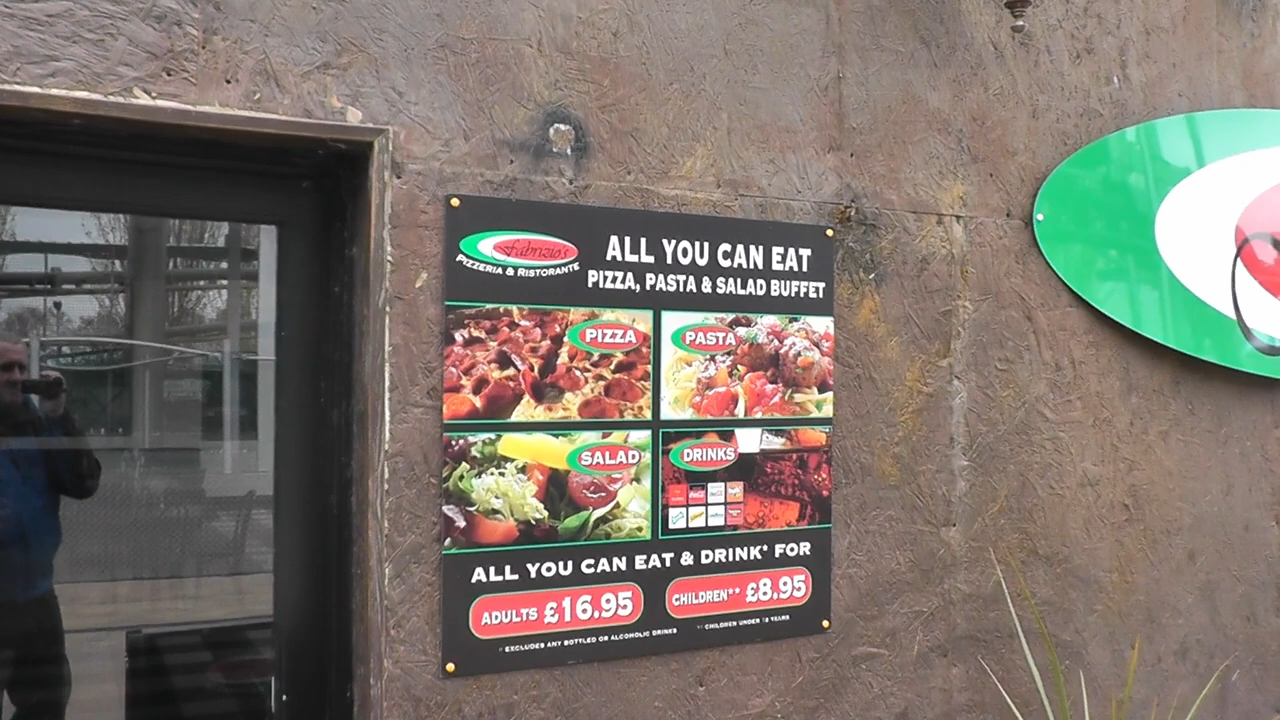 Fabrizio's
PIZZERIA & RISTORANTE
ALL YOU CAN EAT
PIZZA, PASTA & SALAD BUFFET
PIZZA
PASTA
SALAD
DRINKS
ALL YOU CAN EAT & DRINK* FOR
ADULTS £16.95
CHILDREN** £8.95
* EXCLUDES ANY BOTTLED OR ALCOHOLIC DRINKS
** CHILDREN UNDER 10 YEARS